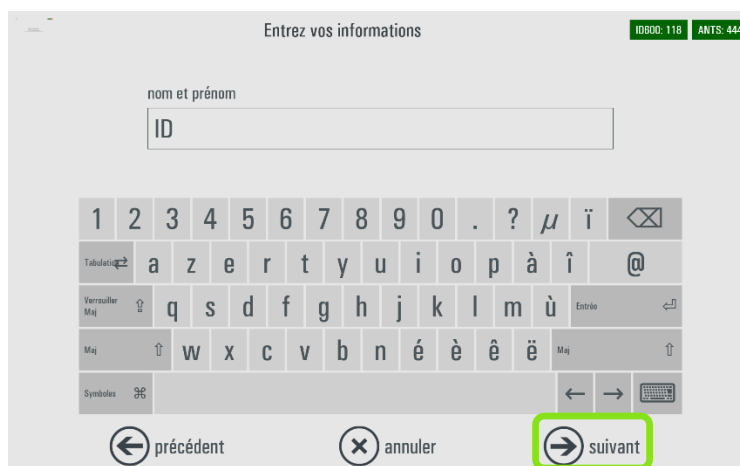 Entrez vos informations
ID600: 118 ANTS: 444
nom et prénom
ID
1 2 3 4 5 6 7 8 9 0 . ? µ ï
Tabulation a z e r t y u i o p à î @
Verrouiller Maj q s d f g h j k l m ù Entrée
Maj w x c v b n é è ê ë Maj
Symboles ⌘ ← →
précédent annuler suivant